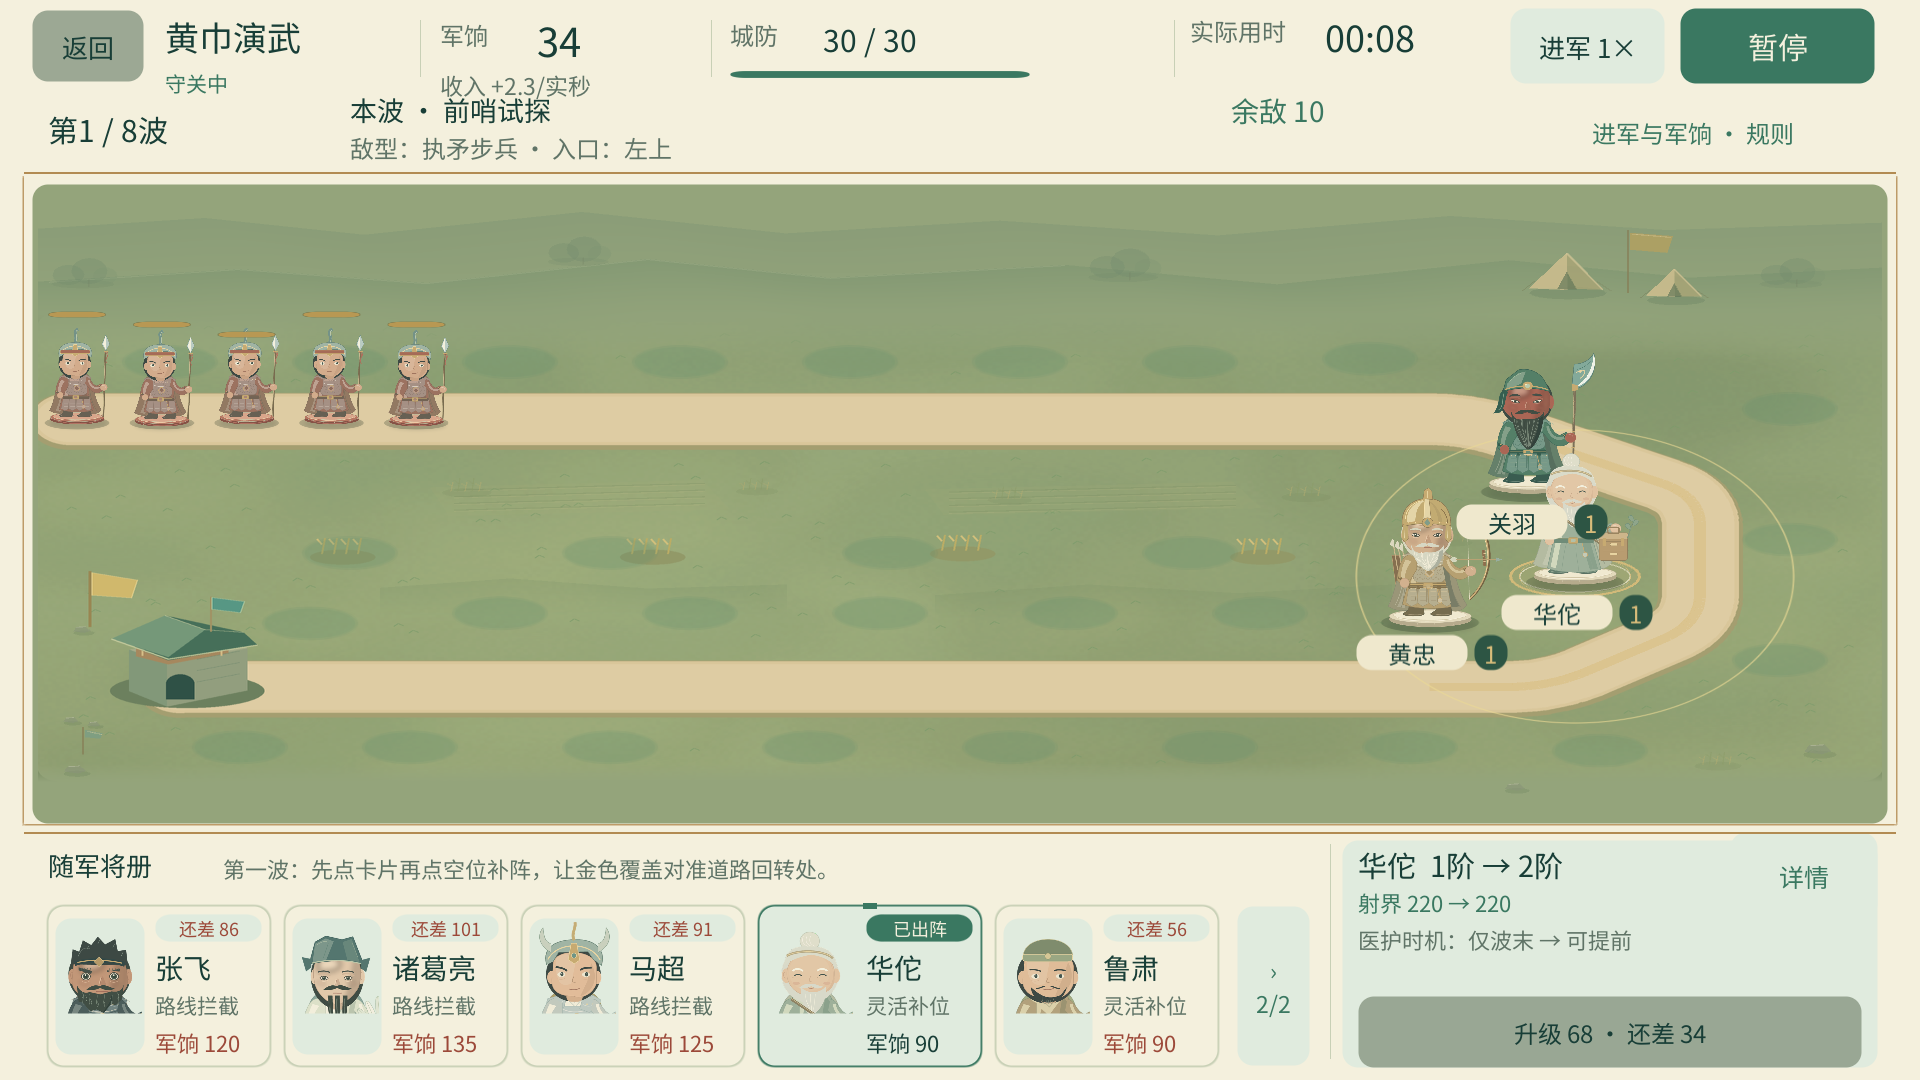 返回
黄巾演武
守关中
军饷 34
收入 +2.3/实秒
城防 30 / 30
实际用时 00:08
进军 1×
暂停
第1 / 8波
本波 · 前哨试探
敌型：执矛步兵 · 入口：左上
余敌 10
进军与军饷 · 规则
关羽 1
华佗 1
黄忠 1
随军将册
第一波：先点卡片再点空位补阵，让金色覆盖对准道路回转处。
还差 86
张飞
路线拦截
军饷 120
还差 101
诸葛亮
路线拦截
军饷 135
还差 91
马超
路线拦截
军饷 125
已出阵
华佗
灵活补位
军饷 90
还差 56
鲁肃
灵活补位
军饷 90
›
2/2
华佗 1阶 → 2阶
详情
射界 220 → 220
医护时机：仅波末 → 可提前
升级 68 · 还差 34